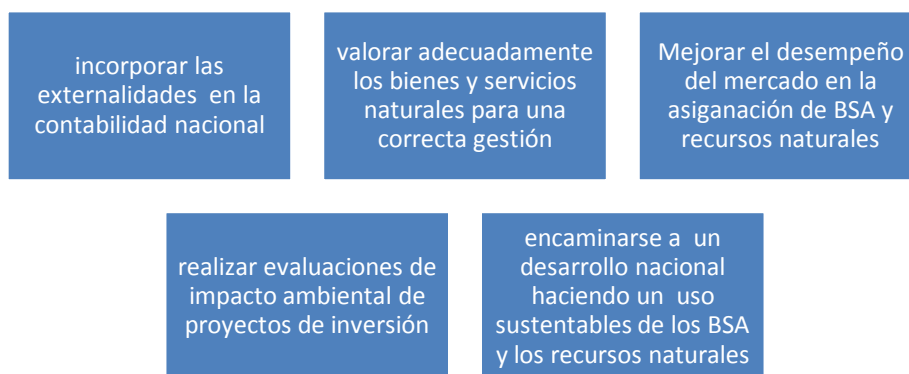 incorporar las
externalidades en la
contabilidad nacional
valorar adecuadamente
los bienes y servicios
naturales para una
correcta gestión
Mejorar el desempeño
del mercado en la
asiganación de BSA y
recursos naturales
realizar evaluaciones de
impacto ambiental de
proyectos de inversión
encaminarse a un
desarrollo nacional
haciendo un uso
sustentables de los BSA
y los recursos naturales